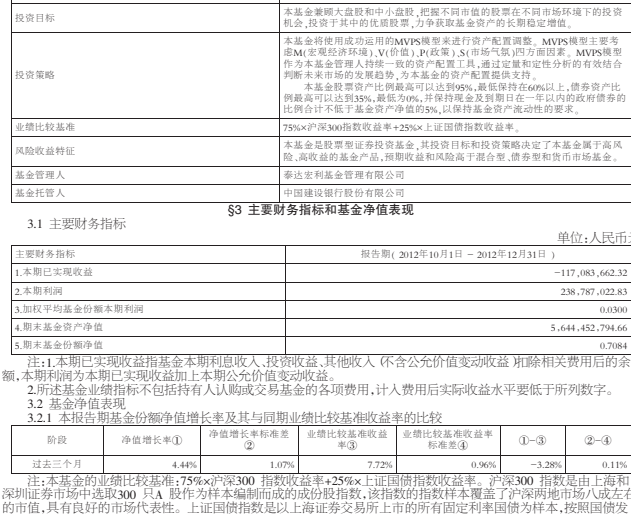 投资目标
本基金兼顾大盘股和中小盘股,把握不同市值的股票在不同市场环境下的投资
机会,投资于其中的优质股票,力争获取基金资产的长期稳定增值。
投资策略
本基金将使用成功运用的MVPS模型来进行资产配置调整。MVPS模型主要考
虑M(宏观经济环境)、V(价值)、P(政策)、S(市场气氛)四方面因素。MVPS模型
作为本基金管理人持续一致的资产配置工具,通过定量和定性分析的有效结合
判断未来市场的发展趋势,为本基金的资产配置提供支持。
本基金股票资产比例最高可以达到95%,最低保持在60%以上,债券资产比
例最高可以达到35%,最低为0%,并保持现金及到期日在一年以内的政府债券的
比例合计不低于基金资产净值的5%,以保持基金资产流动性的要求。
业绩比较基准
75%×沪深300指数收益率+25%×上证国债指数收益率。
风险收益特征
本基金是股票型证券投资基金,其投资目标和投资策略决定了本基金属于高风
险、高收益的基金产品,预期收益和风险高于混合型、债券型和货币市场基金。
基金管理人
泰达宏利基金管理有限公司
基金托管人
中国建设银行股份有限公司
§3 主要财务指标和基金净值表现
3.1 主要财务指标
单位:人民币
主要财务指标 报告期( 2012年10月1日 - 2012年12月31日 )
1.本期已实现收益 -117,083,662.32
2.本期利润 238,787,022.83
3.加权平均基金份额本期利润 0.0300
4.期末基金资产净值 5,644,452,794.66
5.期末基金份额净值 0.7084
注:1.本期已实现收益指基金本期利息收入、投资收益、其他收入(不含公允价值变动收益)扣除相关费用后的余
额,本期利润为本期已实现收益加上本期公允价值变动收益。
2.所述基金业绩指标不包括持有人认购或交易基金的各项费用,计入费用后实际收益水平要低于所列数字。
3.2 基金净值表现
3.2.1 本报告期基金份额净值增长率及其与同期业绩比较基准收益率的比较
阶段 净值增长率① 净值增长率标准差② 业绩比较基准收益率③ 业绩比较基准收益率标准差④ ①-③ ②-④
过去三个月 4.44% 1.07% 7.72% 0.96% -3.28% 0.11%
注:本基金的业绩比较基准:75%×沪深300 指数收益率+25%×上证国债指数收益率。沪深300 指数是由上海和
深圳证券市场中选取300 只A 股作为样本编制而成的成份股指数,该指数的指数样本覆盖了沪深两地市场八成左右
的市值,具有良好的市场代表性。上证国债指数是以上海证券交易所上市的所有固定利率国债为样本,按照国债发